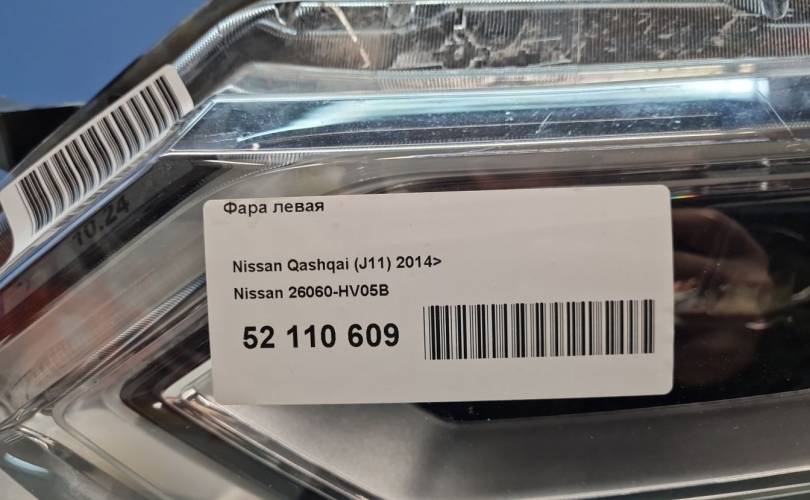 Фара левая
Nissan Qashqai (J11) 2014>
Nissan 26060-HV05B
52 110 609
10.24